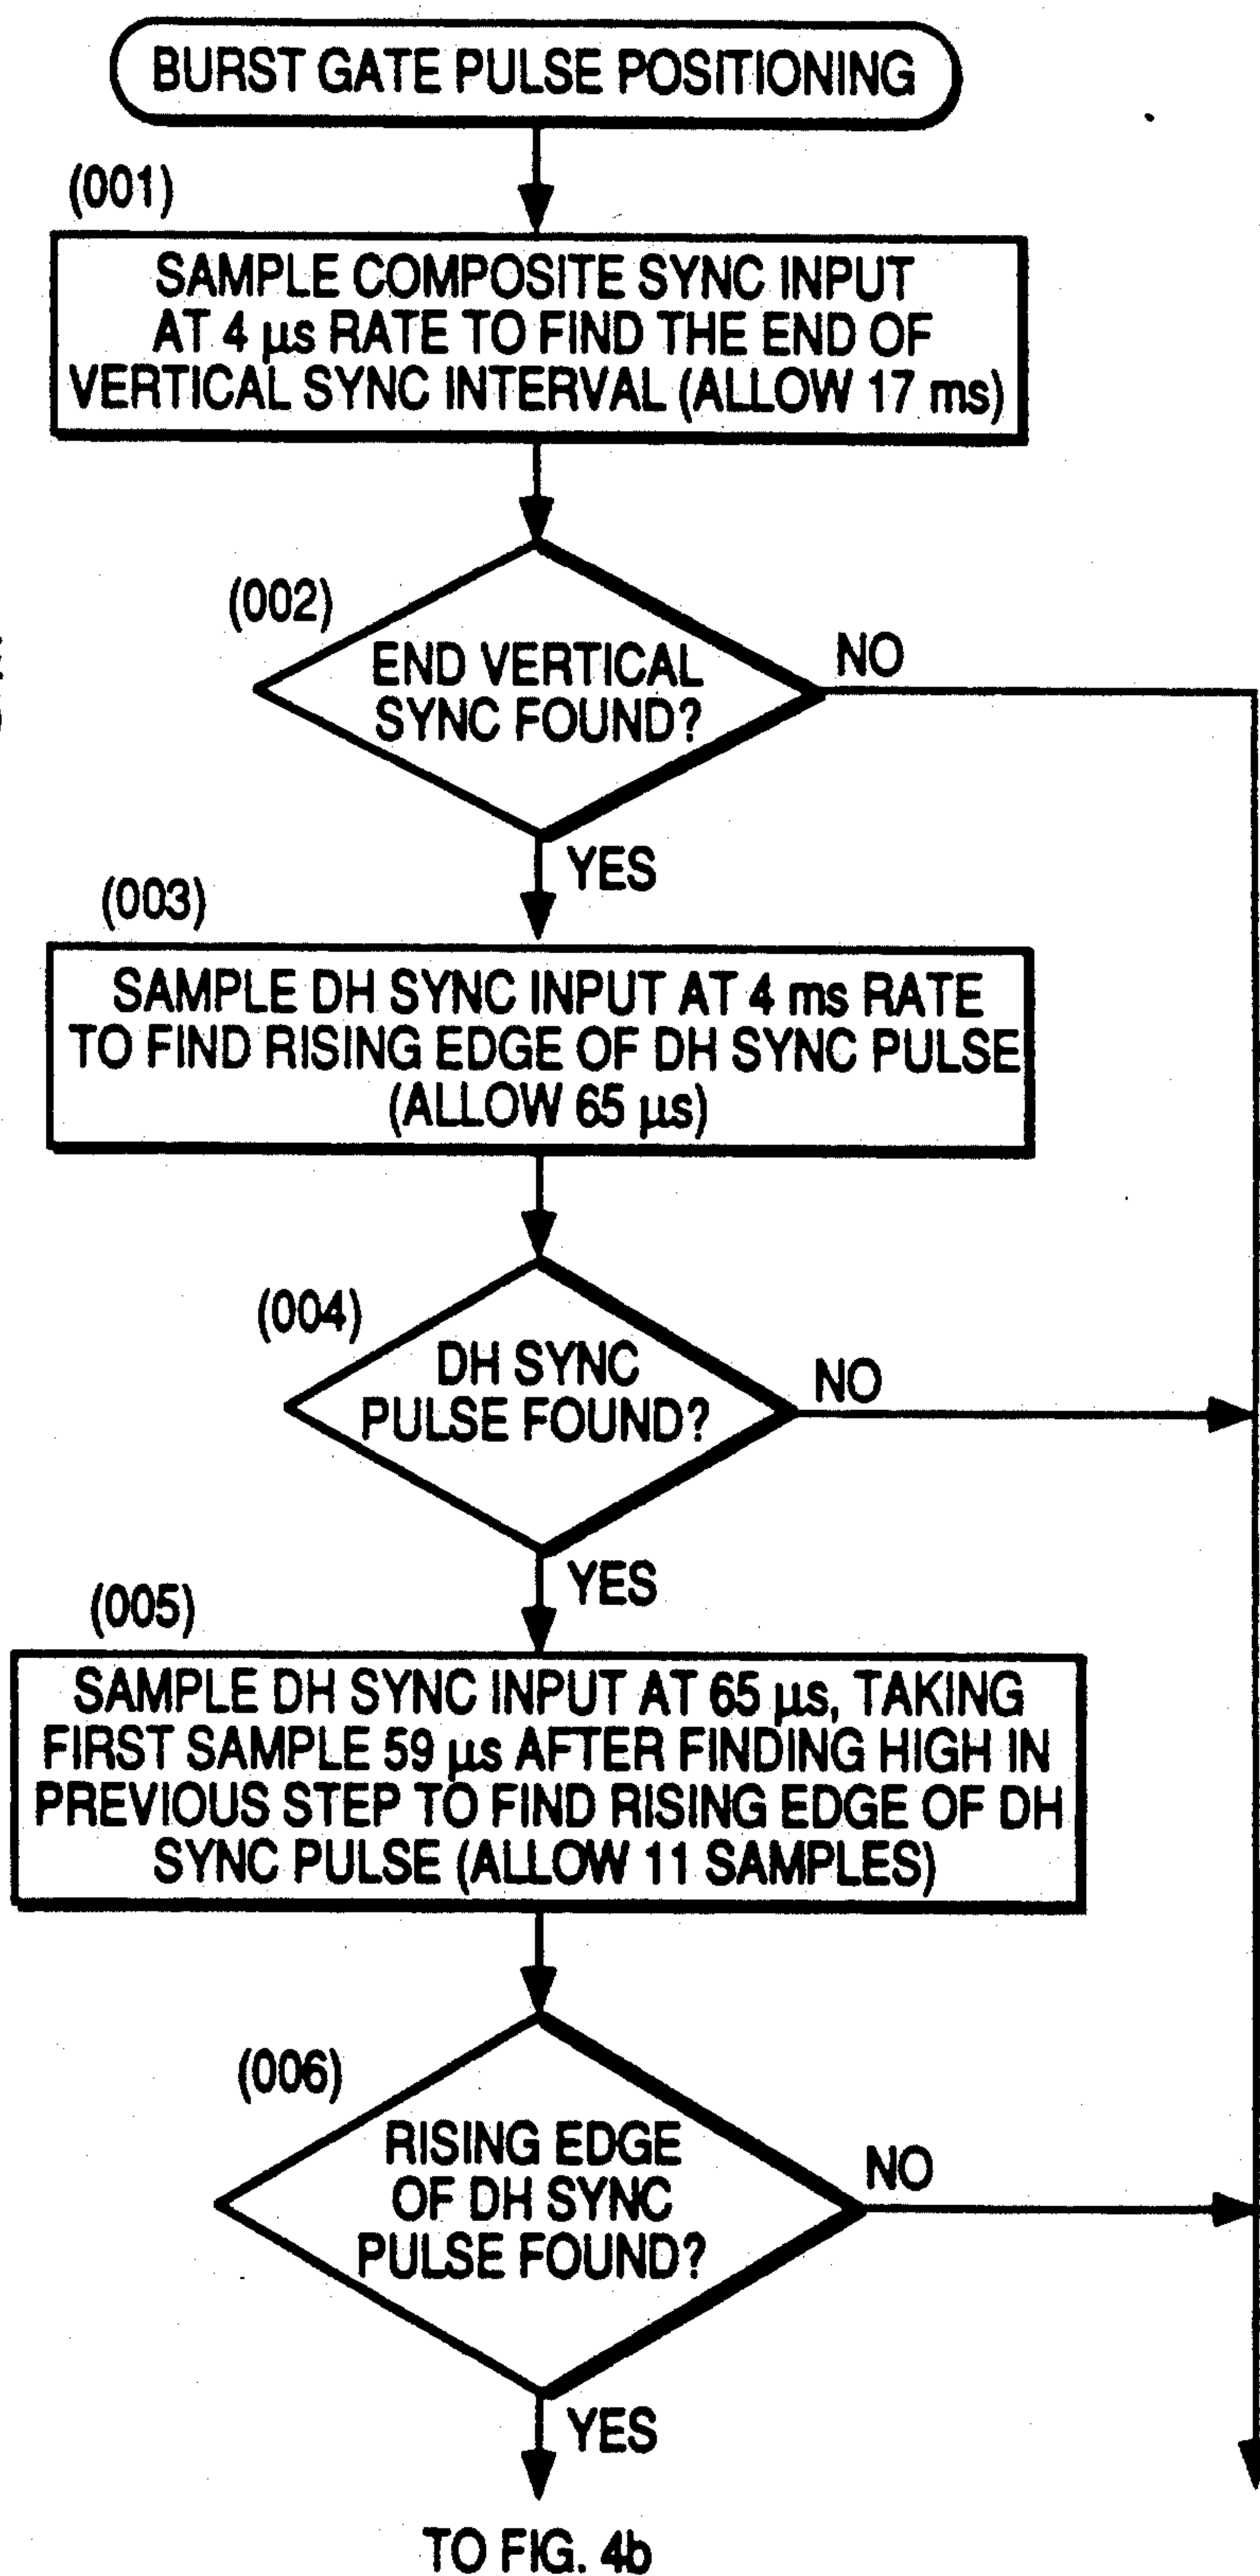 BURST GATE PULSE POSITIONING
(001)
SAMPLE COMPOSITE SYNC INPUT
AT 4 µs RATE TO FIND THE END OF
VERTICAL SYNC INTERVAL (ALLOW 17 ms)
(002)
END VERTICAL
SYNC FOUND?
NO
YES
(003)
SAMPLE DH SYNC INPUT AT 4 ms RATE
TO FIND RISING EDGE OF DH SYNC PULSE
(ALLOW 65 µs)
(004)
DH SYNC
PULSE FOUND?
NO
YES
(005)
SAMPLE DH SYNC INPUT AT 65 µs, TAKING
FIRST SAMPLE 59 µs AFTER FINDING HIGH IN
PREVIOUS STEP TO FIND RISING EDGE OF DH
SYNC PULSE (ALLOW 11 SAMPLES)
(006)
RISING EDGE
OF DH SYNC
PULSE FOUND?
NO
YES
TO FIG. 4b